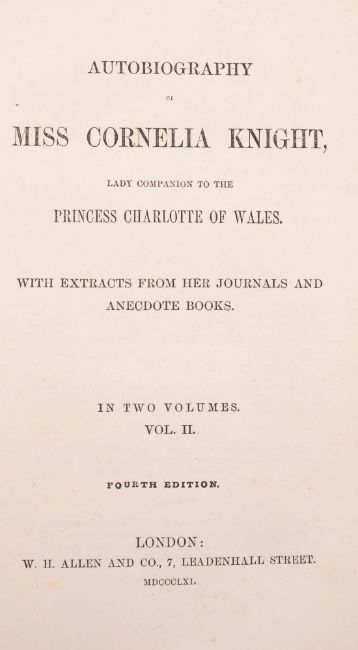 AUTOBIOGRAPHY
OF
MISS CORNELIA KNIGHT,
LADY COMPANION TO THE
PRINCESS CHARLOTTE OF WALES.
WITH EXTRACTS FROM HER JOURNALS AND
ANECDOTE BOOKS.
IN TWO VOLUMES.
VOL. II.
FOURTH EDITION.
LONDON:
W. H. ALLEN AND CO., 7, LEADENHALL STREET.
MDCCCLXI.